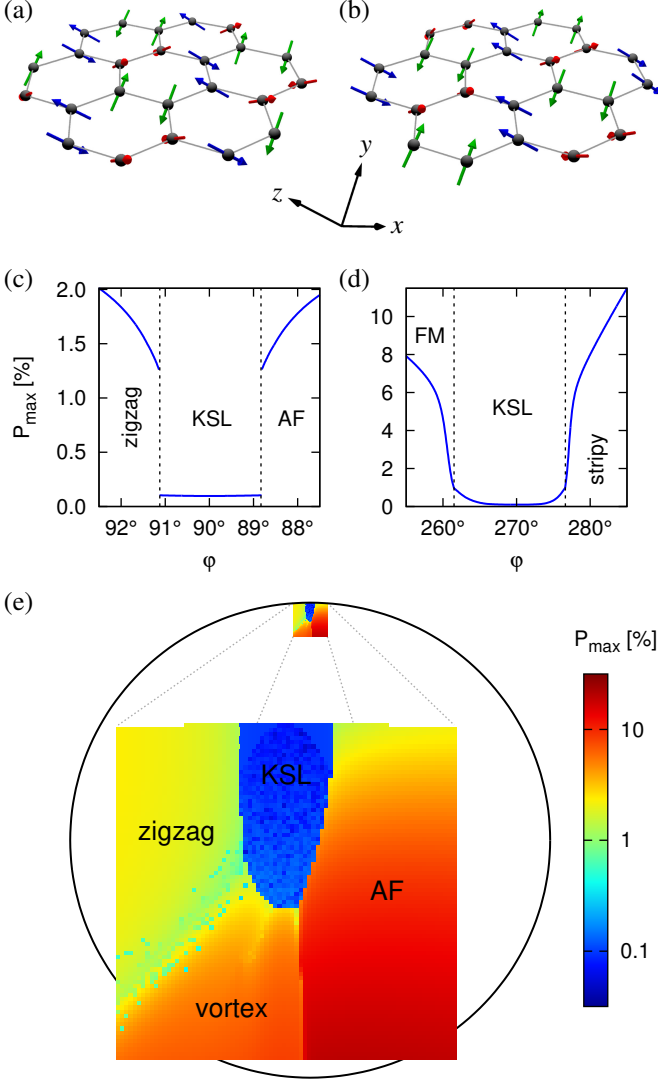 (a)
(b)
y
z
x
(c)
(d)
P_max [%]
2.0
1.5
1.0
0.5
0.0
zigzag
KSL
AF
92° 91° 90° 89° 88°
φ
10
8
6
4
2
0
FM
KSL
stripy
260° 270° 280°
φ
(e)
P_max [%]
10
1
0.1
KSL
zigzag
AF
vortex